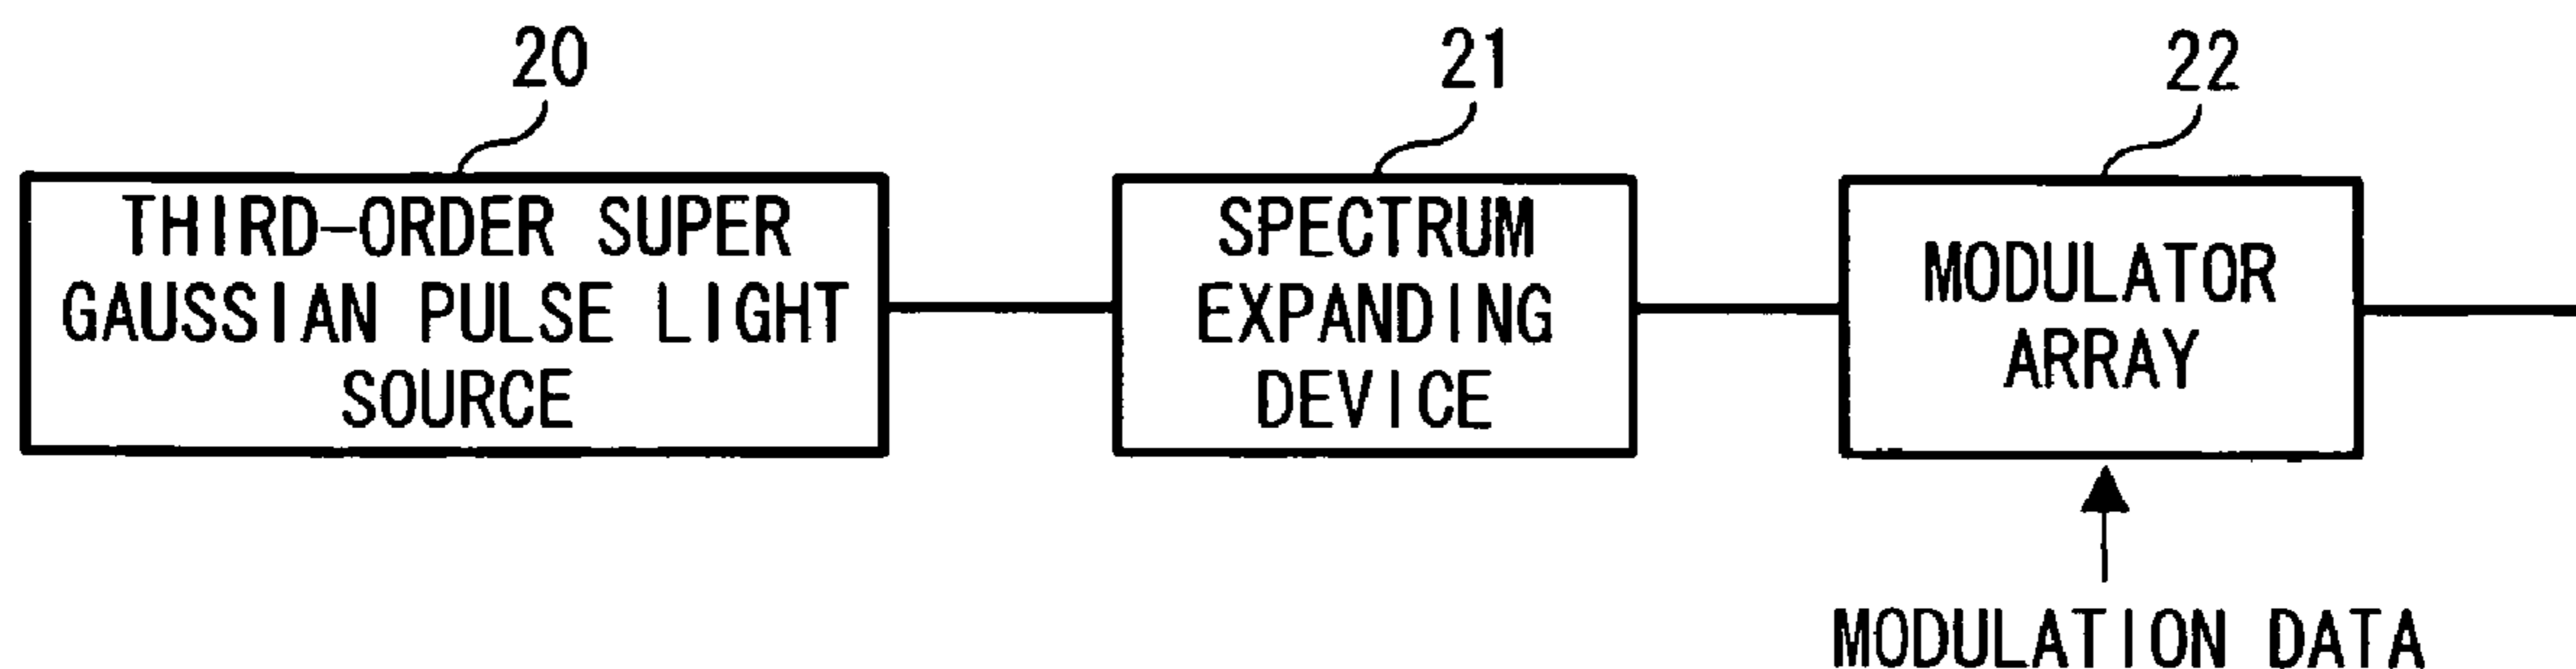 20
21
22
THIRD-ORDER SUPER
GAUSSIAN PULSE LIGHT
SOURCE
SPECTRUM
EXPANDING
DEVICE
MODULATOR
ARRAY
MODULATION DATA